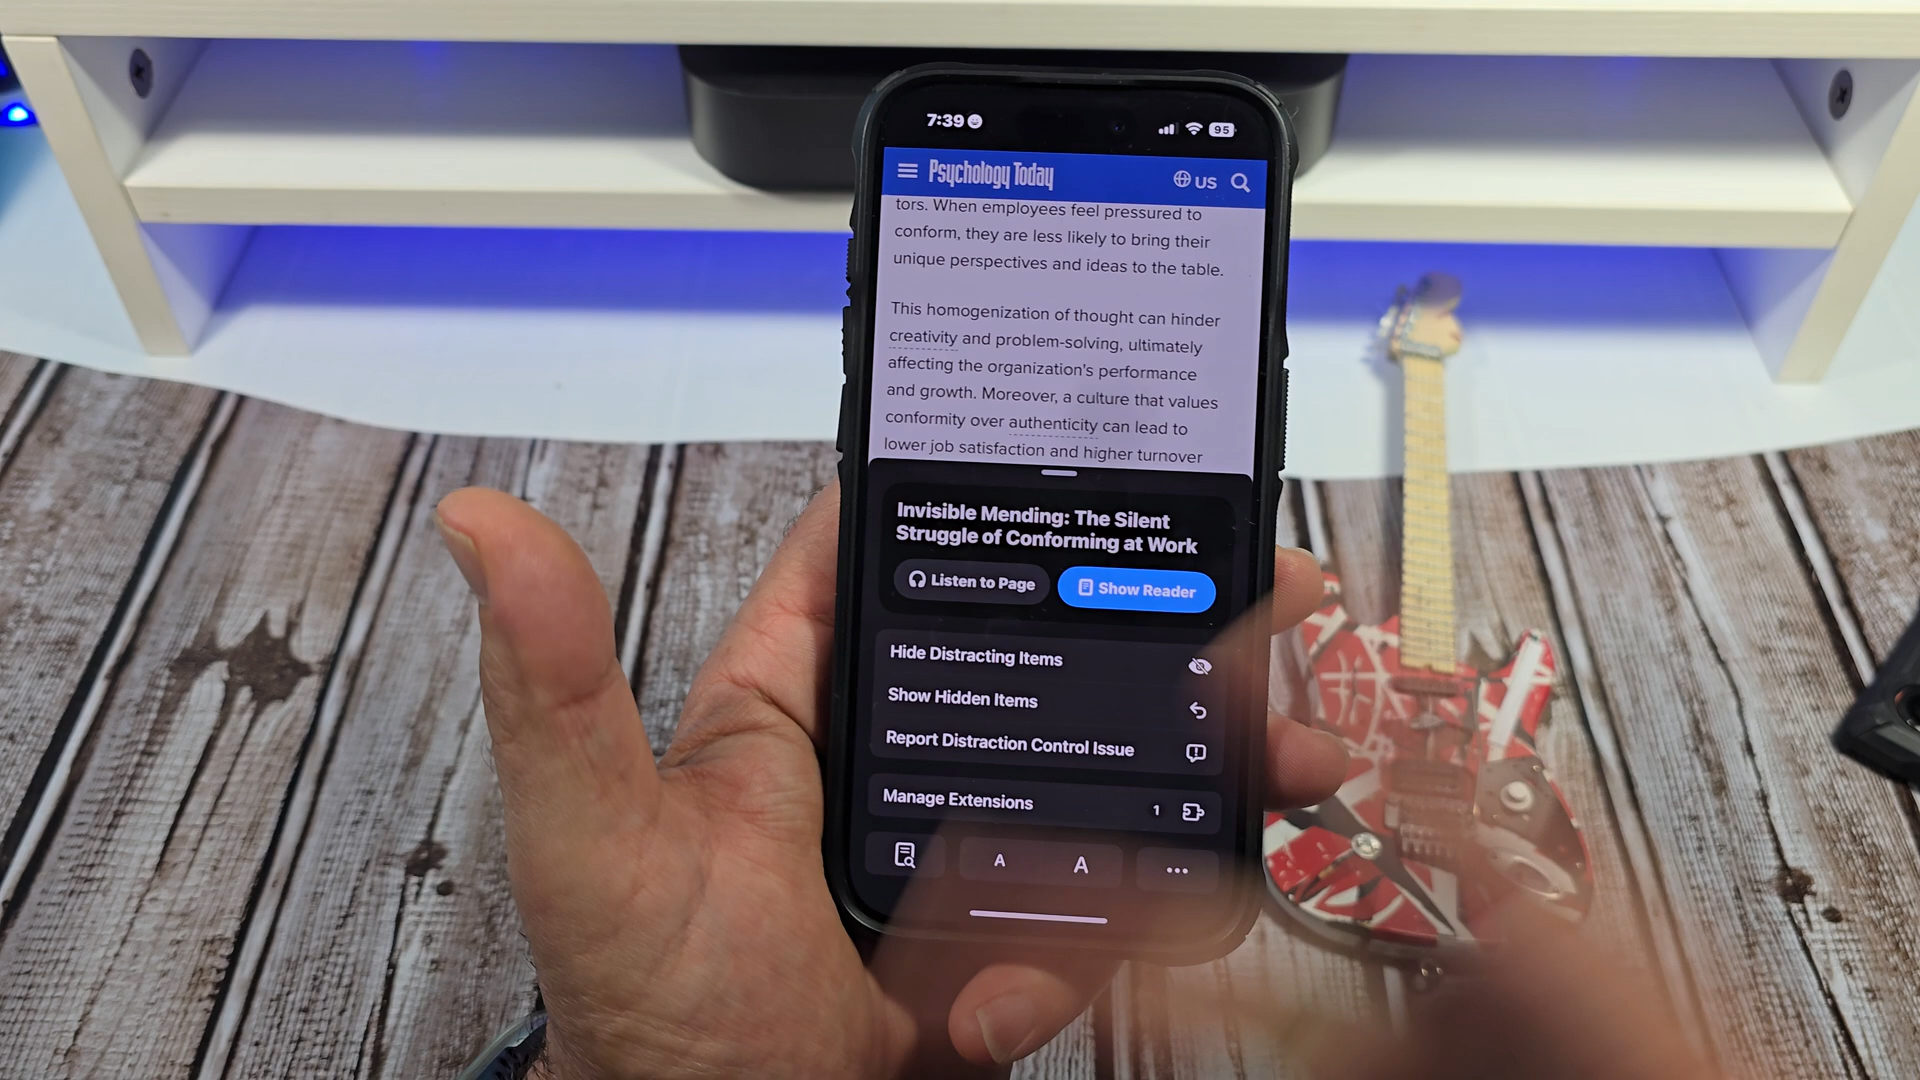 7:39
95
Psychology Today
US
tors. When employees feel pressured to
conform, they are less likely to bring their
unique perspectives and ideas to the table.
This homogenization of thought can hinder
creativity and problem-solving, ultimately
affecting the organization's performance
and growth. Moreover, a culture that values
conformity over authenticity can lead to
lower job satisfaction and higher turnover
Invisible Mending: The Silent
Struggle of Conforming at Work
Listen to Page
Show Reader
Hide Distracting Items
Show Hidden Items
Report Distraction Control Issue
Manage Extensions 1
A A